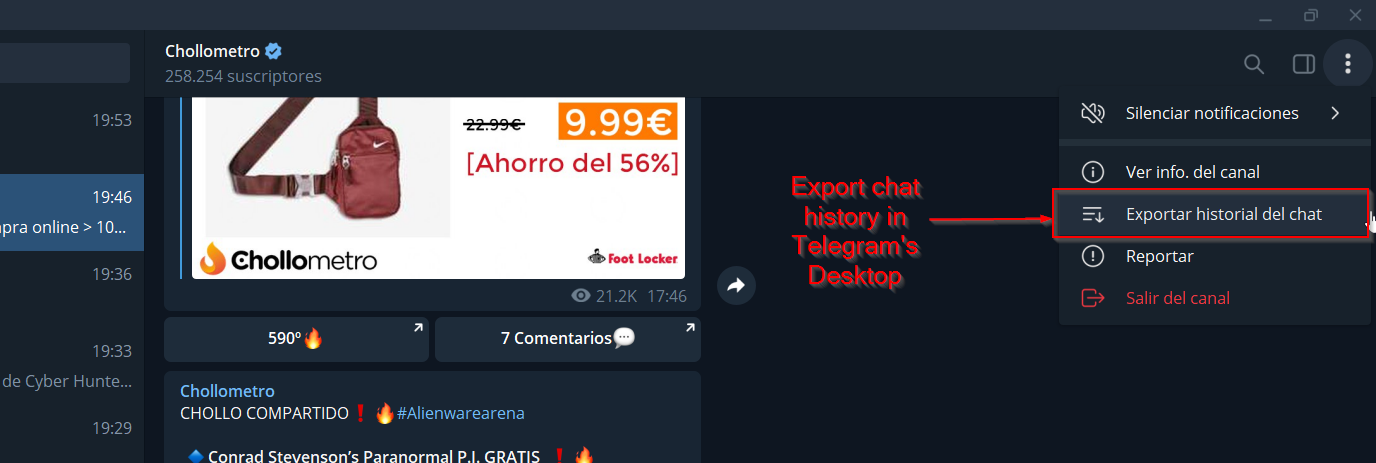 Chollometro
258.254 suscriptores
19:53
Silenciar notificaciones
22.99€
9.99€
[Ahorro del 56%]
Ver info. del canal
19:46
pra online > 10...
Export chat
history in
Telegram's
Desktop
Exportar historial del chat
Reportar
Chollometro
Foot Locker
19:36
21.2K 17:46
Salir del canal
590º🔥
7 Comentarios💬
19:33
de Cyber Hunte...
Chollometro
CHOLLO COMPARTIDO❗🔥#Alienwarearena
19:29
🔹Conrad Stevenson's Paranormal P.I. GRATIS ❗🔥